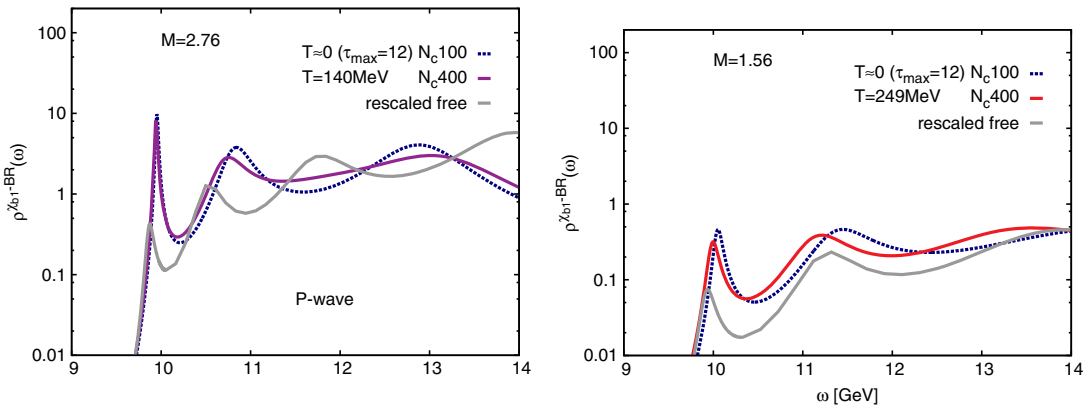 M=2.76
T≈0 (τmax=12) Nc100
T=140MeV Nc400
rescaled free
P-wave
ρχb1-BR(ω)
100
10
1
0.1
0.01
9 10 11 12 13 14
M=1.56
T≈0 (τmax=12) Nc100
T=249MeV Nc400
rescaled free
ρχb1-BR(ω)
100
10
1
0.1
0.01
9 10 11 12 13 14
ω [GeV]